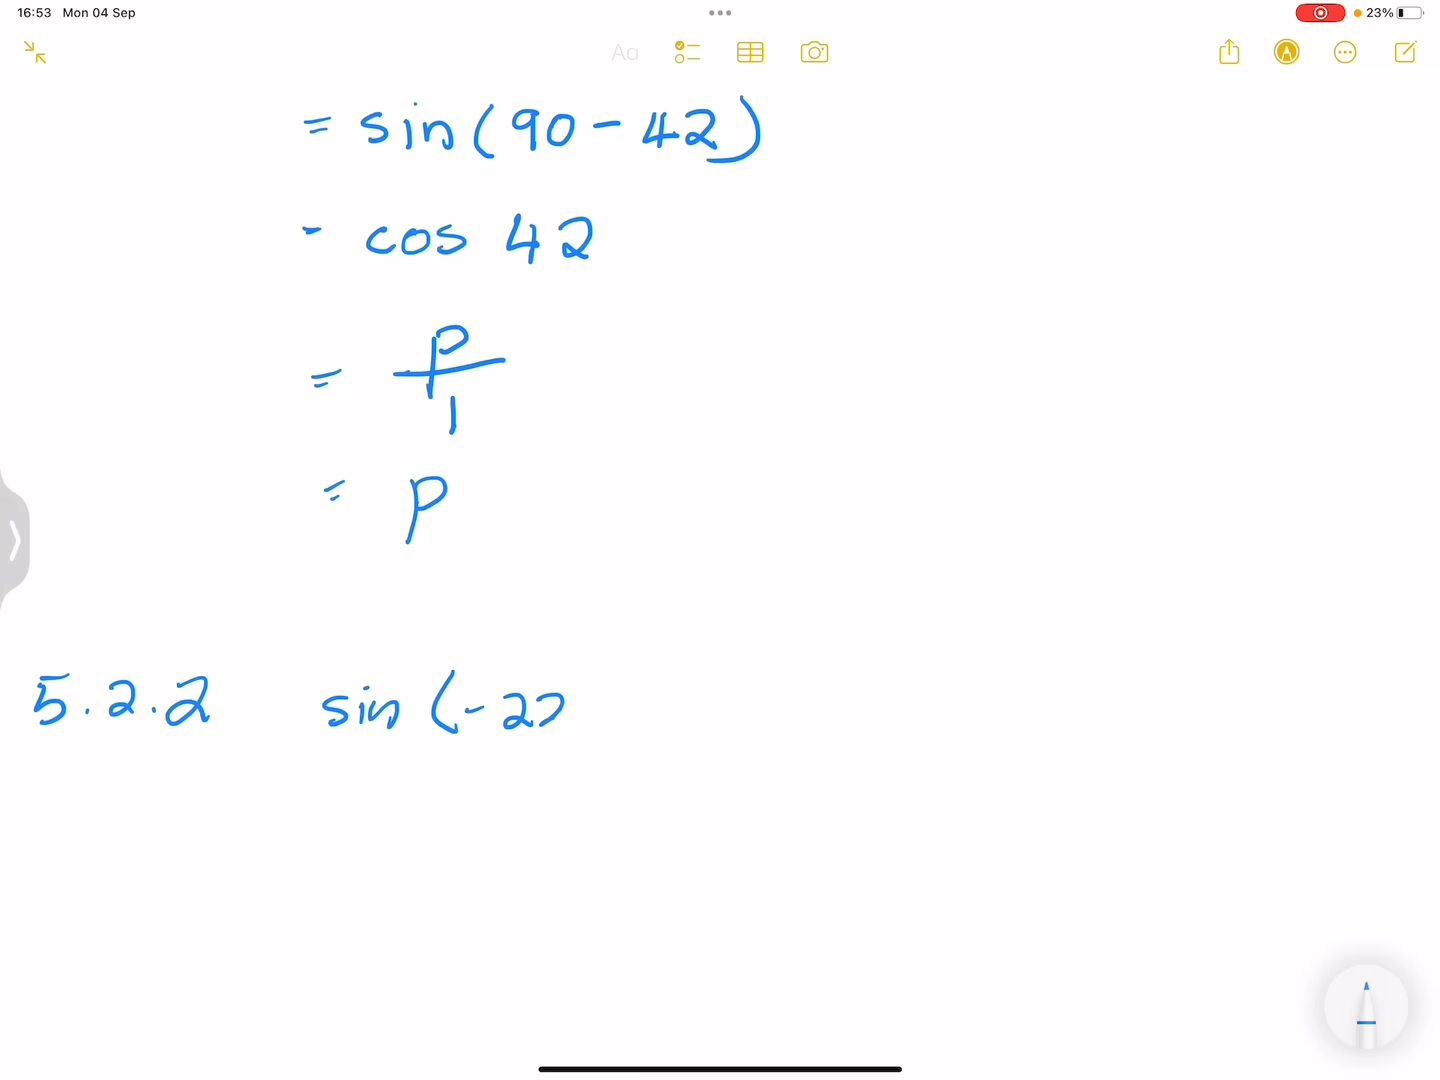 16:53 Mon 04 Sep
23%
Aa
= sin(90-42)
- cos 42
= p
1
= p
5.2.2 sin (-22